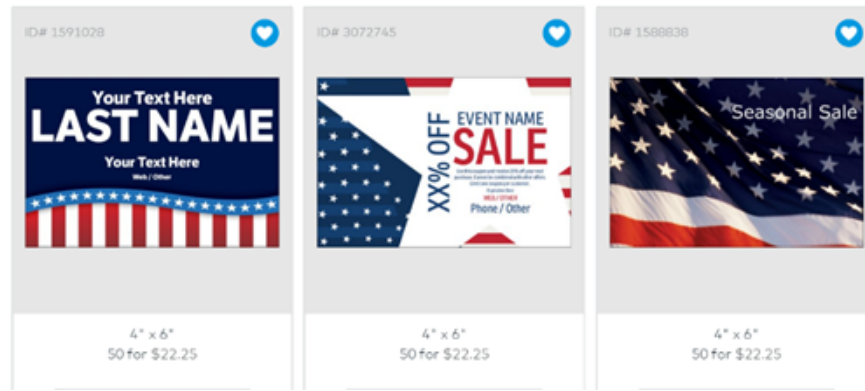 ID# 1591028
Your Text Here
LAST NAME
Your Text Here
Web / Other
4" x 6"
50 for $22.25
ID# 3072745
XX% OFF
EVENT NAME
SALE
WEB / OTHER
Phone / Other
4" x 6"
50 for $22.25
ID# 1588838
Seasonal Sale
4" x 6"
50 for $22.25